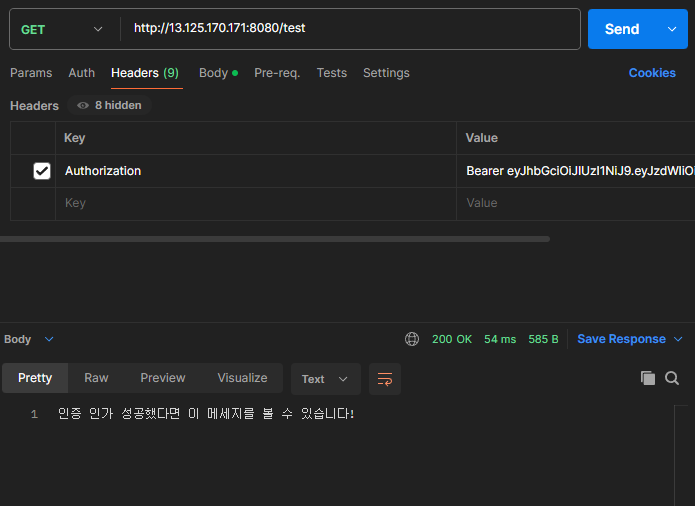 GET http://13.125.170.171:8080/test Send
Params Auth Headers (9) Body Pre-req. Tests Settings Cookies
Headers 8 hidden
Key Value
Authorization Bearer eyJhbGciOiJIUzI1NiJ9.eyJzdWIiOi
Key Value
Body 200 OK 54 ms 585 B Save Response
Pretty Raw Preview Visualize Text
1 인증 인가 성공했다면 이 메세지를 볼 수 있습니다!